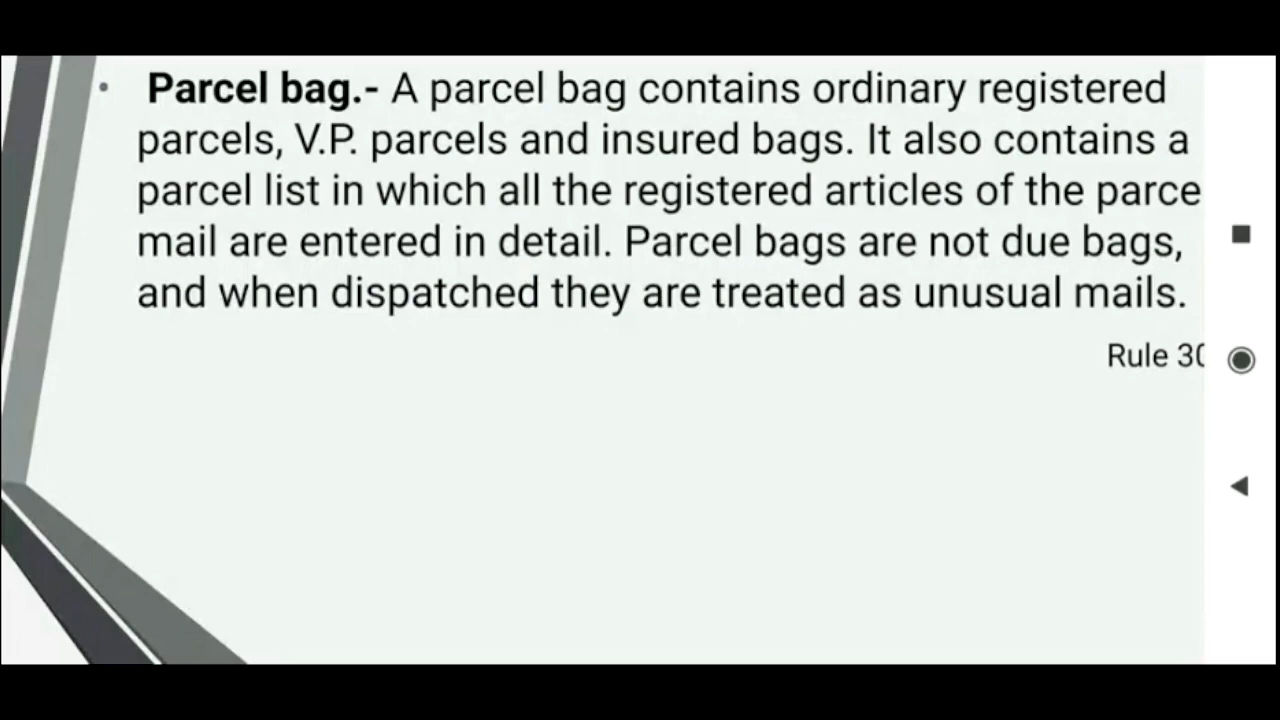 • Parcel bag.- A parcel bag contains ordinary registered
parcels, V.P. parcels and insured bags. It also contains a
parcel list in which all the registered articles of the parce
mail are entered in detail. Parcel bags are not due bags,
and when dispatched they are treated as unusual mails.
Rule 30